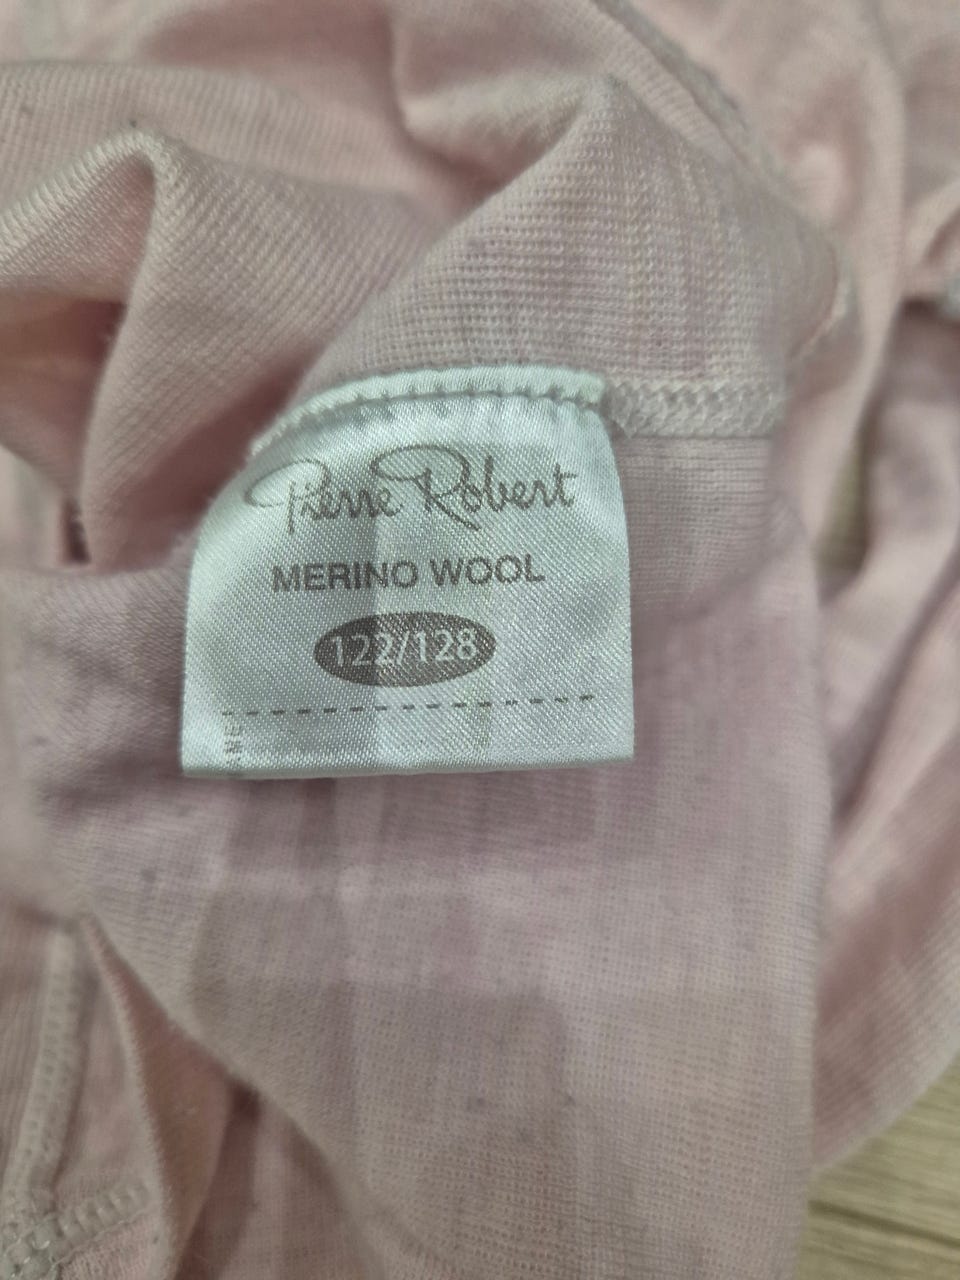 Pierre Robert
MERINO WOOL
122/128